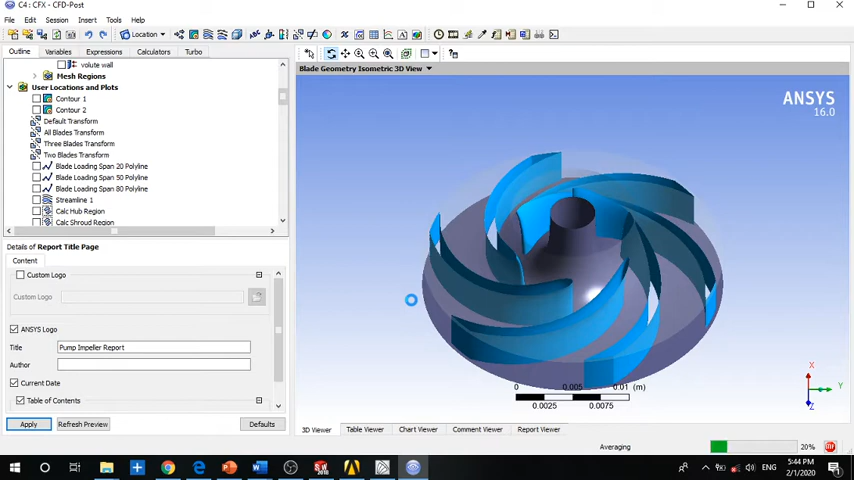 C4 : CFX - CFD-Post
File Edit Session Insert Tools Help
Location
Outline Variables Expressions Calculators Turbo
volute wall
Mesh Regions
User Locations and Plots
Contour 1
Contour 2
Default Transform
All Blades Transform
Three Blades Transform
Two Blades Transform
Blade Loading Span 20 Polyline
Blade Loading Span 50 Polyline
Blade Loading Span 80 Polyline
Streamline 1
Calc Hub Region
Calc Shroud Region
Details of Report Title Page
Content
Custom Logo
Custom Logo
ANSYS Logo
Title Pump Impeller Report
Author
Current Date
Table of Contents
Apply Refresh Preview Defaults
Blade Geometry Isometric 3D View
ANSYS
16.0
0 0.005 0.01 (m)
0.0025 0.0075
X
Y
Z
3D Viewer Table Viewer Chart Viewer Comment Viewer Report Viewer
Averaging 20%
ENG
5:44 PM
2/1/2020